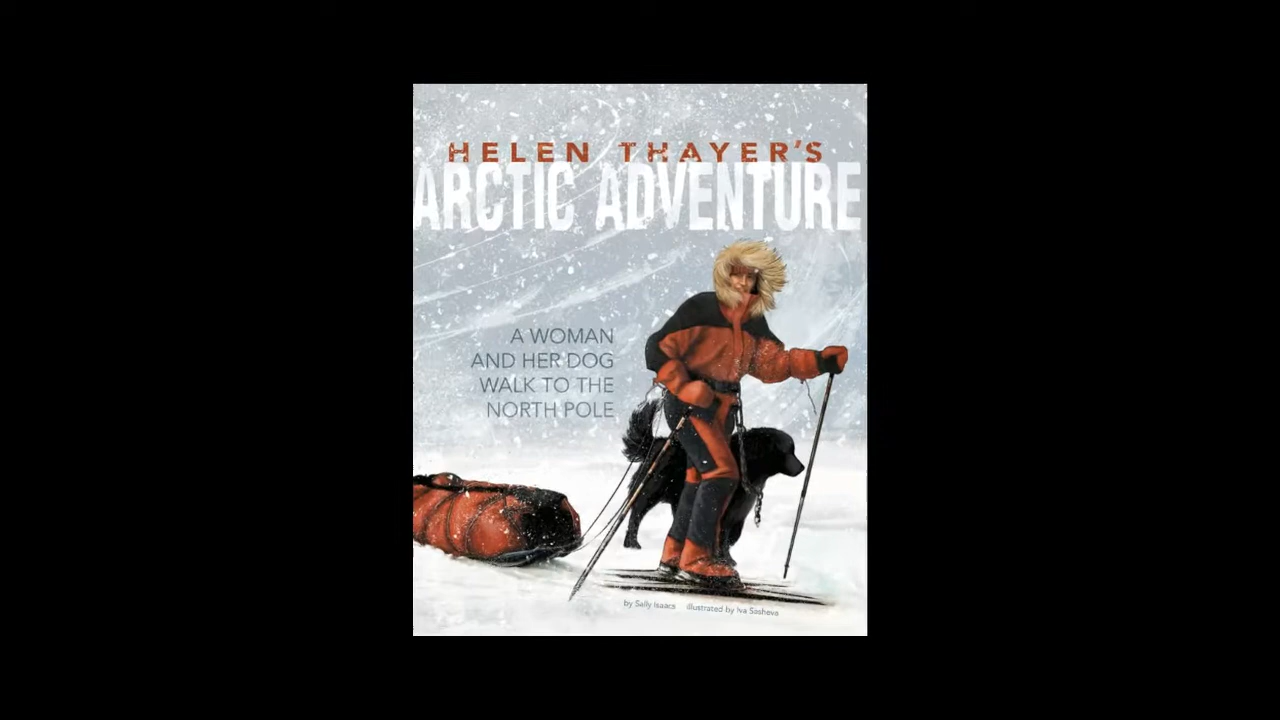 HELEN THAYER'S
ARCTIC ADVENTURE
A WOMAN
AND HER DOG
WALK TO THE
NORTH POLE
by Sally Isaacs illustrated by Iva Sasheva